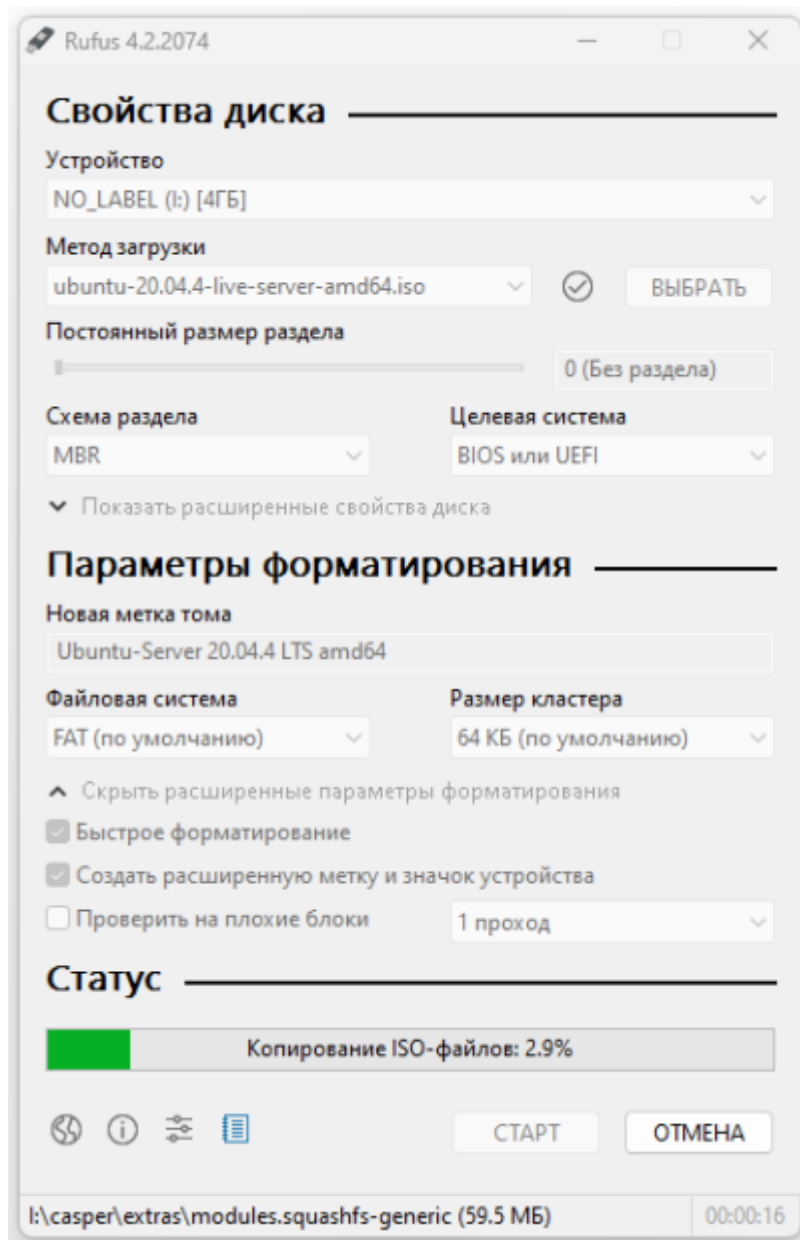 Rufus 4.2.2074
Свойства диска
Устройство
NO_LABEL (I:) [4ГБ]
Метод загрузки
ubuntu-20.04.4-live-server-amd64.iso
ВЫБРАТЬ
Постоянный размер раздела
0 (Без раздела)
Схема раздела Целевая система
MBR BIOS или UEFI
Показать расширенные свойства диска
Параметры форматирования
Новая метка тома
Ubuntu-Server 20.04.4 LTS amd64
Файловая система Размер кластера
FAT (по умолчанию) 64 КБ (по умолчанию)
Скрыть расширенные параметры форматирования
Быстрое форматирование
Создать расширенную метку и значок устройства
Проверить на плохие блоки 1 проход
Статус
Копирование ISO-файлов: 2.9%
СТАРТ ОТМЕНА
I:\casper\extras\modules.squashfs-generic (59.5 МБ) 00:00:16